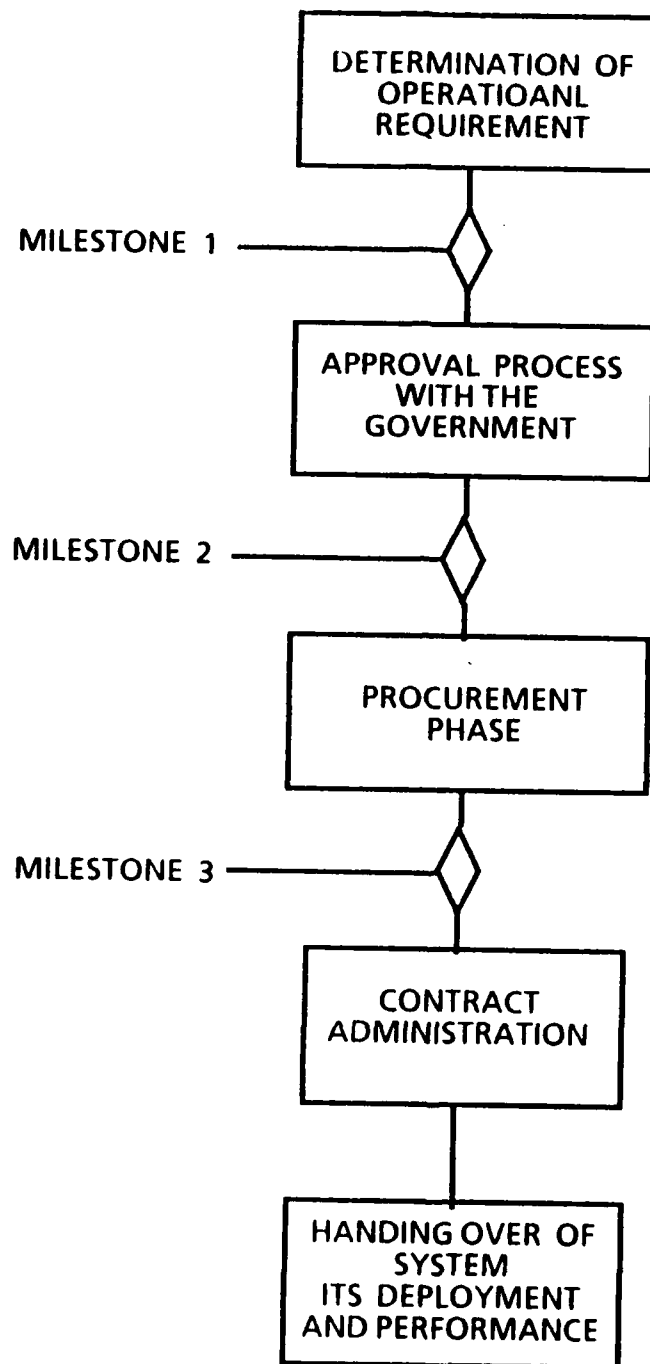 DETERMINATION OF
OPERATIOANL
REQUIREMENT
MILESTONE 1
APPROVAL PROCESS
WITH THE
GOVERNMENT
MILESTONE 2
PROCUREMENT
PHASE
MILESTONE 3
CONTRACT
ADMINISTRATION
HANDING OVER OF
SYSTEM
ITS DEPLOYMENT
AND PERFORMANCE